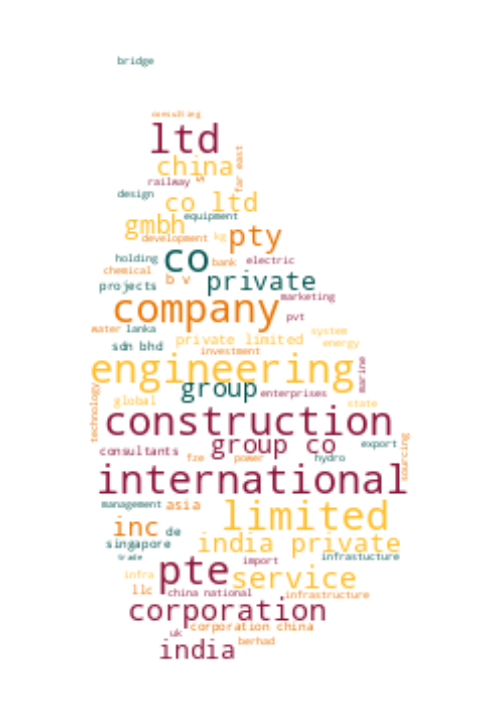 bridge
consulting
ltd
china
far east
railway
design
co ltd
equipment
gmbh
development
kg
pty
holding
co
bank
electric
chemical
b v
private
projects
company
marketing
pvt
water
lanka
system
private limited
energy
sdn bhd
investment
engineering
marine
group
enterprises
technology
global
state
construction
group co
export
consultants
fze
power
hydro
sourcing
international
management
asia
limited
inc
de
singapore
india private
trade
infrastucture
import
pte
infra
service
llc
china national
infrastructure
corporation
corporation china
uk
berhad
india